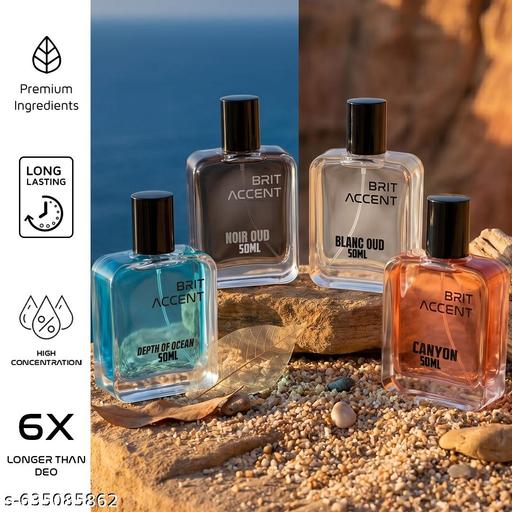 Premium
Ingredients
LONG
LASTING
HIGH
CONCENTRATION
6X
LONGER THAN
DEO
BRIT
ACCENT
NOIR OUD
50ML
BRIT
ACCENT
BLANC OUD
50ML
BRIT
ACCENT
DEPTH OF OCEAN
50ML
BRIT
ACCENT
CANYON
50ML
s-635085862